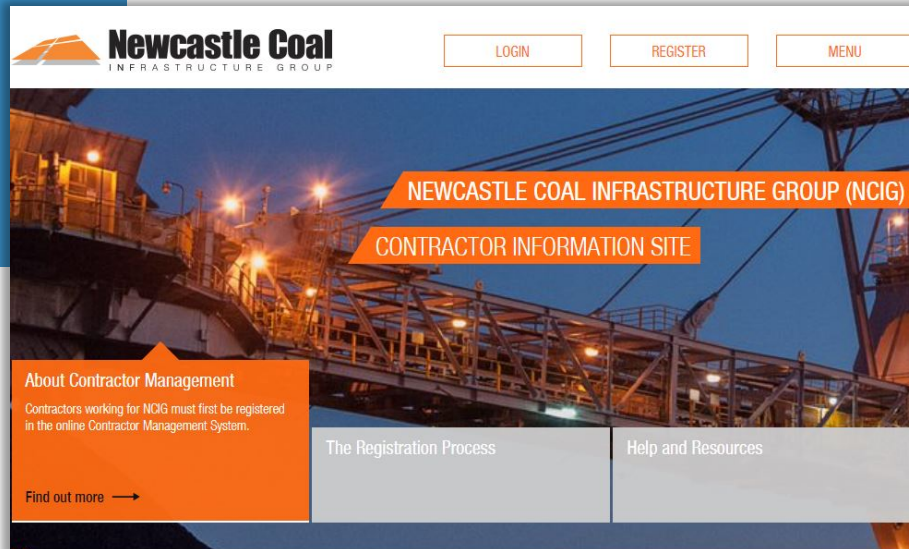 Newcastle Coal
INFRASTRUCTURE GROUP
LOGIN
REGISTER
MENU
NEWCASTLE COAL INFRASTRUCTURE GROUP (NCIG)
CONTRACTOR INFORMATION SITE
About Contractor Management
Contractors working for NCIG must first be registered
in the online Contractor Management System.
Find out more
The Registration Process
Help and Resources